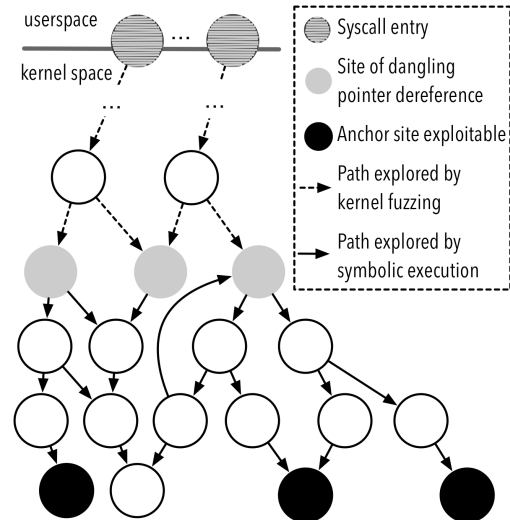 userspace
...
kernel space
...
...
Syscall entry
Site of dangling
pointer dereference
Anchor site exploitable
Path explored by
kernel fuzzing
Path explored by
symbolic execution